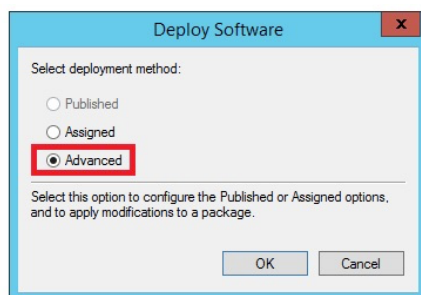 Deploy Software
x
Select deployment method:
Published
Assigned
Advanced
Select this option to configure the Published or Assigned options,
and to apply modifications to a package.
OK
Cancel